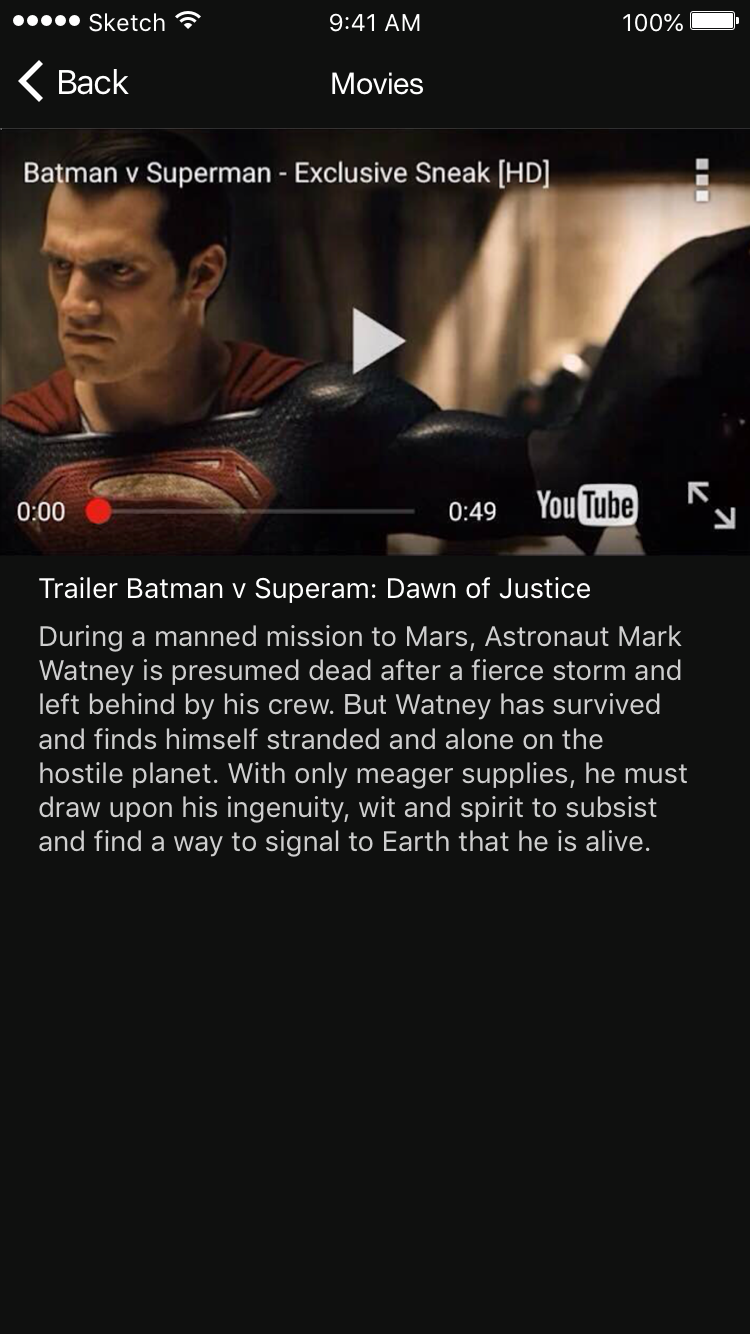 Sketch 9:41 AM 100%
Back Movies
Batman v Superman - Exclusive Sneak [HD]
0:00 0:49 YouTube
Trailer Batman v Superam: Dawn of Justice
During a manned mission to Mars, Astronaut Mark
Watney is presumed dead after a fierce storm and
left behind by his crew. But Watney has survived
and finds himself stranded and alone on the
hostile planet. With only meager supplies, he must
draw upon his ingenuity, wit and spirit to subsist
and find a way to signal to Earth that he is alive.